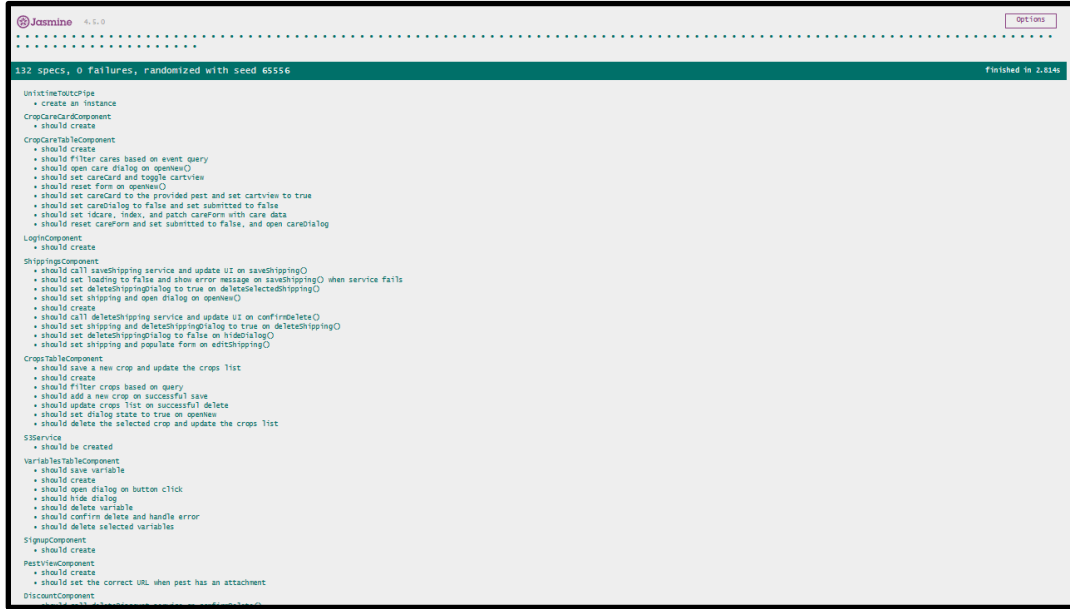 Jasmine 4.5.0
Options
132 specs, 0 failures, randomized with seed 65556
finished in 2.814s
UnixtimeToUtcPipe
• create an instance
CropCareCardComponent
• should create
CropCareTableComponent
• should create
• should filter cares based on event query
• should open care dialog on openNew()
• should set careCard and toggle cartview
• should reset form on openNew()
• should set careCard to the provided pest and set cartview to true
• should set careDialog to false and set submitted to false
• should set idcare, index, and patch careForm with care data
• should reset careForm and set submitted to false, and open careDialog
LoginComponent
• should create
ShippingsComponent
• should call saveShipping service and update UI on saveShipping()
• should set loading to false and show error message on saveShipping() when service fails
• should set deleteShippingDialog to true on deleteSelectedShipping()
• should set shipping and open dialog on openNew()
• should create
• should call deleteShipping service and update UI on confirmDelete()
• should set shipping and deleteShippingDialog to true on deleteShipping()
• should set deleteShippingDialog to false on hideDialog()
• should set shipping and populate form on editShipping()
CropsTableComponent
• should save a new crop and update the crops list
• should create
• should filter crops based on query
• should add a new crop on successful save
• should update crops list on successful delete
• should set dialog state to true on openNew
• should delete the selected crop and update the crops list
S3Service
• should be created
VariablesTableComponent
• should save variable
• should create
• should open dialog on button click
• should hide dialog
• should delete variable
• should confirm delete and handle error
• should delete selected variables
SignupComponent
• should create
PestViewComponent
• should create
• should set the correct URL when pest has an attachment
DiscountComponent
• should call deleteDiscount service on confirmDelete()